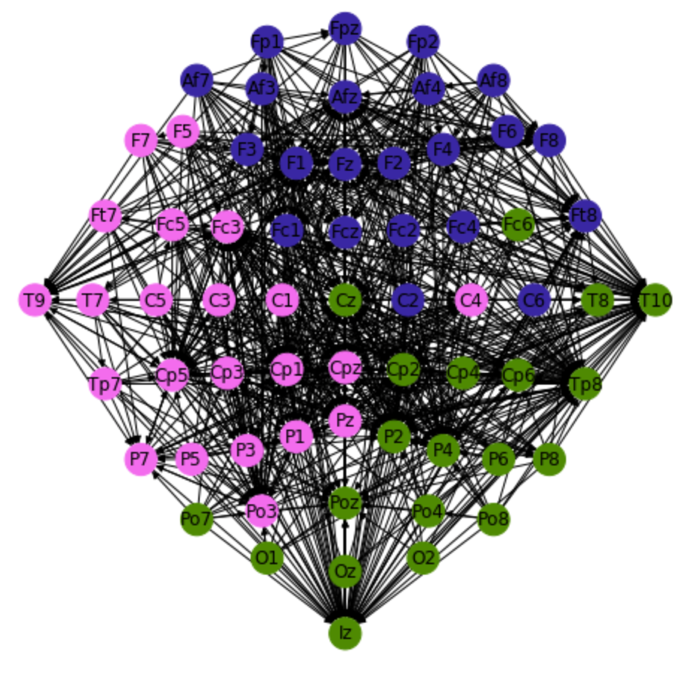 Fpz
Fp1 Fp2
Af7 Af3 Afz Af4 Af8
F7 F5 F3 F1 Fz F2 F4 F6 F8
Ft7 Fc5 Fc3 Fc1 Fcz Fc2 Fc4 Fc6 Ft8
T9 T7 C5 C3 C1 Cz C2 C4 C6 T8 T10
Tp7 Cp5 Cp3 Cp1 Cpz Cp2 Cp4 Cp6 Tp8
P7 P5 P3 P1 Pz P2 P4 P6 P8
Po7 Po3 Poz Po4 Po8
O1 Oz O2
Iz